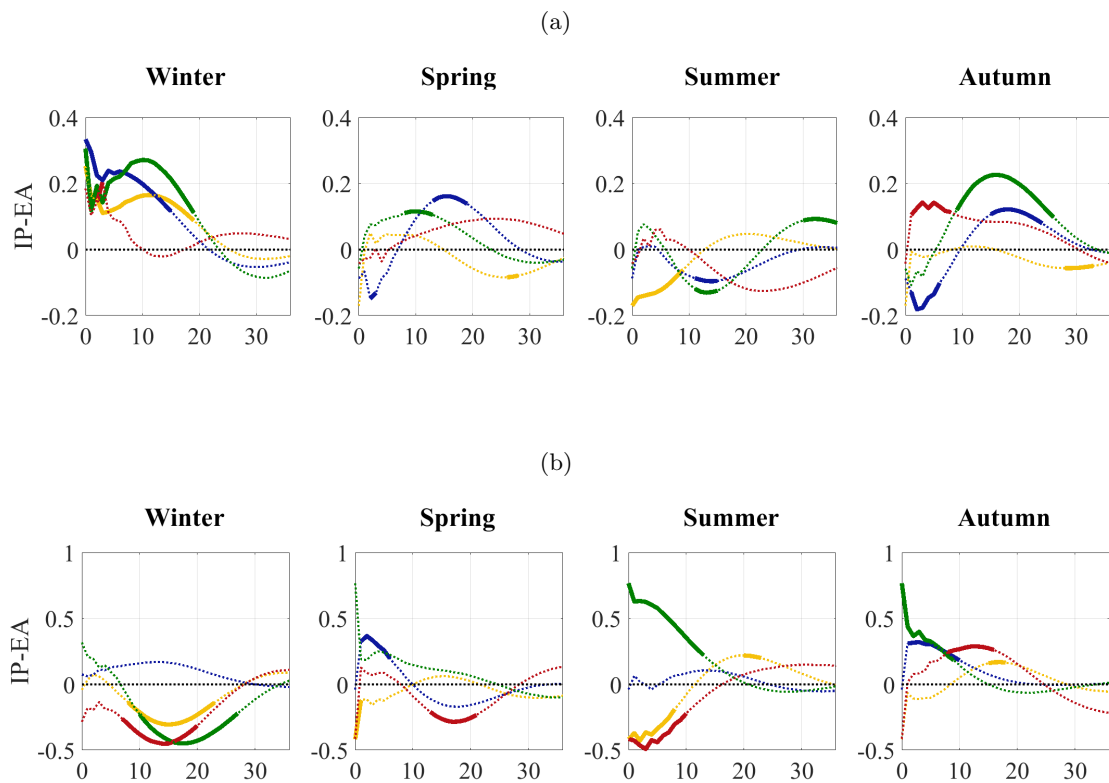 (a)
Winter Spring Summer Autumn
IP-EA
0.4 0.4 0.4 0.4
0.2 0.2 0.2 0.2
0 0 0 0
-0.2 -0.2 -0.2 -0.2
0 10 20 30 0 10 20 30 0 10 20 30 0 10 20 30
(b)
Winter Spring Summer Autumn
IP-EA
1 1 1 1
0.5 0.5 0.5 0.5
0 0 0 0
-0.5 -0.5 -0.5 -0.5
0 10 20 30 0 10 20 30 0 10 20 30 0 10 20 30